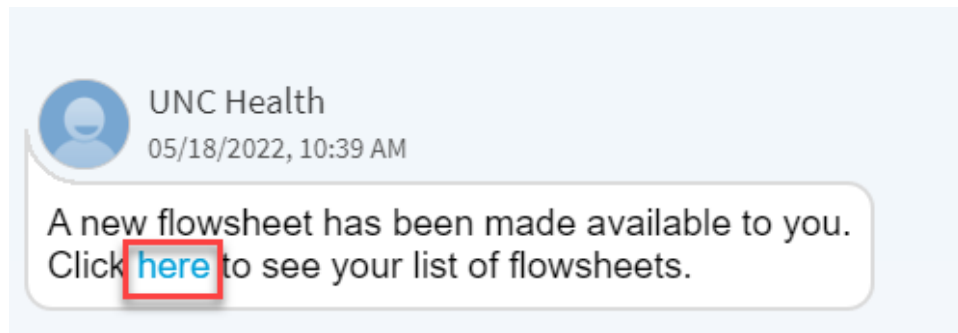 UNC Health
05/18/2022, 10:39 AM
A new flowsheet has been made available to you.
Click here to see your list of flowsheets.